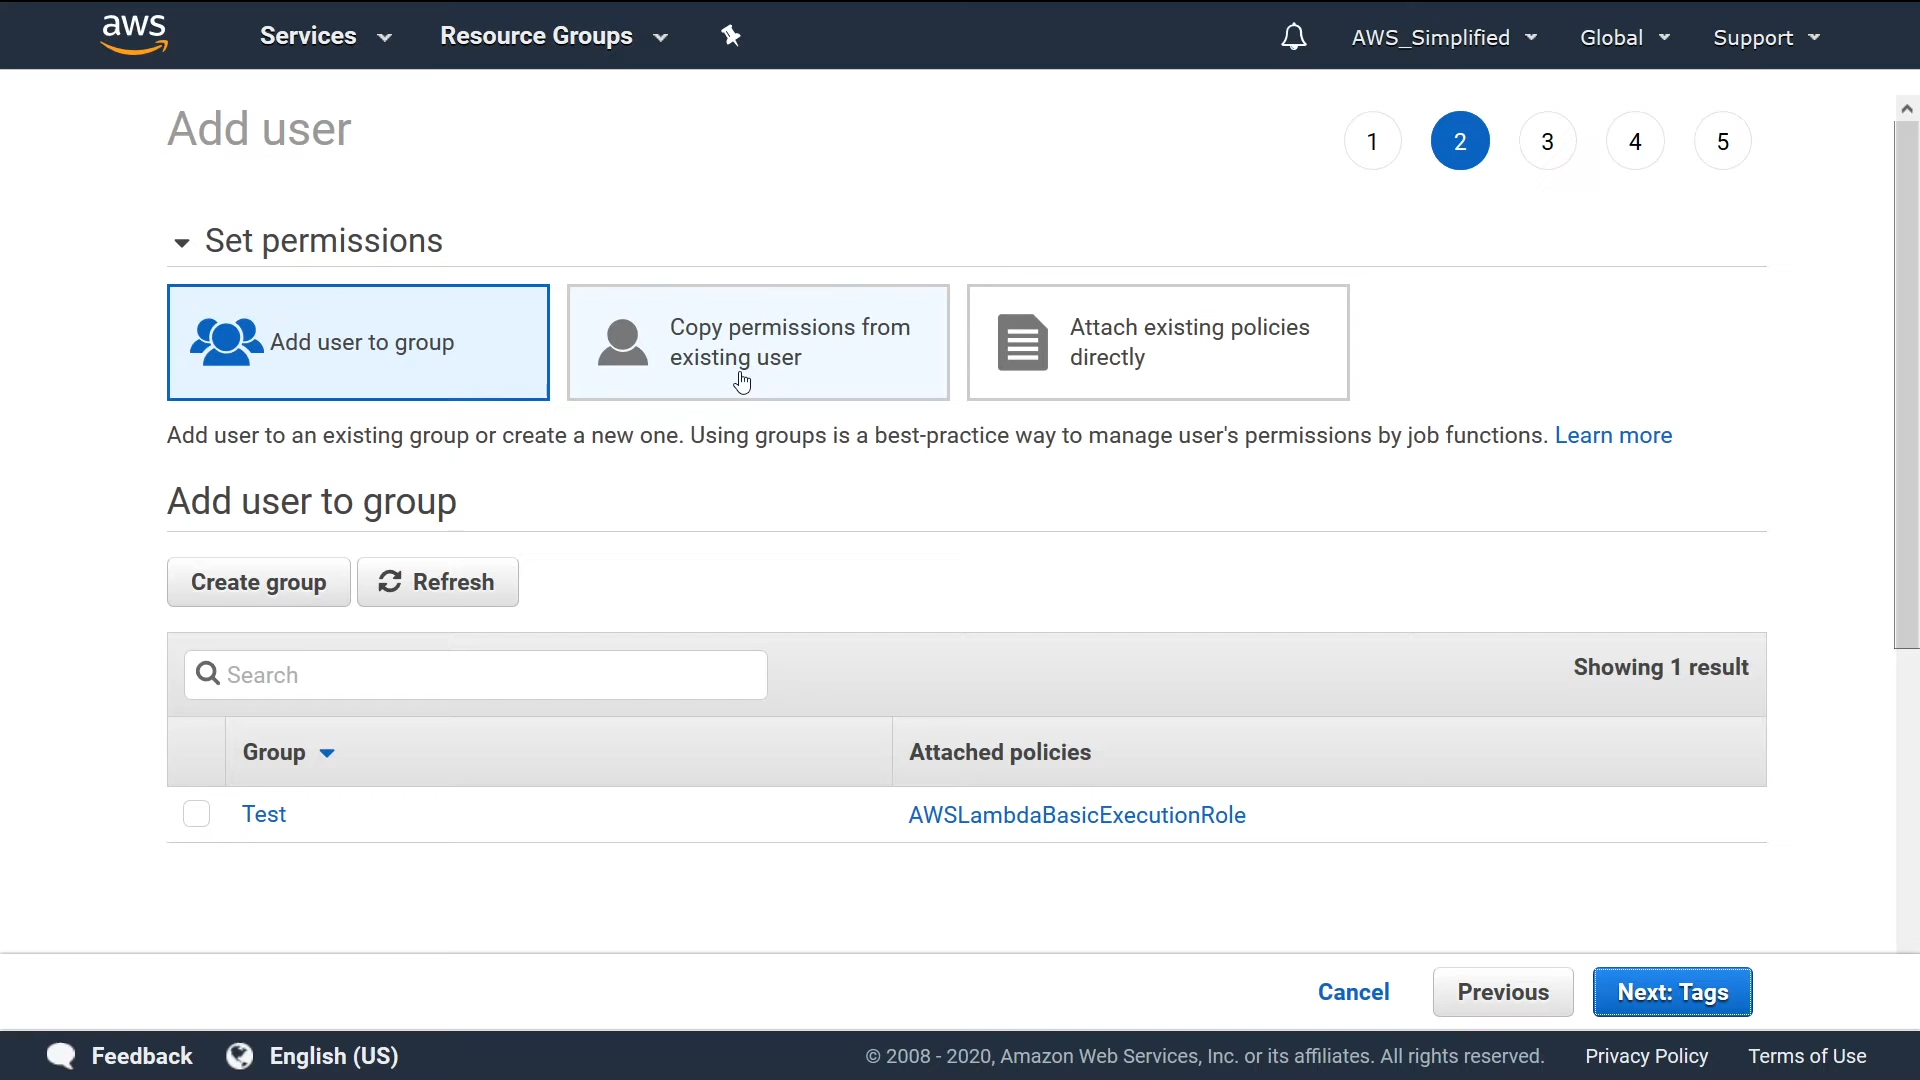 aws Services Resource Groups AWS_Simplified Global Support
Add user
1 2 3 4 5
Set permissions
Add user to group
Copy permissions from
existing user
Attach existing policies
directly
Add user to an existing group or create a new one. Using groups is a best-practice way to manage user's permissions by job functions. Learn more
Add user to group
Create group Refresh
Search
Showing 1 result
Group Attached policies
Test AWSLambdaBasicExecutionRole
Cancel Previous Next: Tags
Feedback English (US) © 2008 - 2020, Amazon Web Services, Inc. or its affiliates. All rights reserved. Privacy Policy Terms of Use